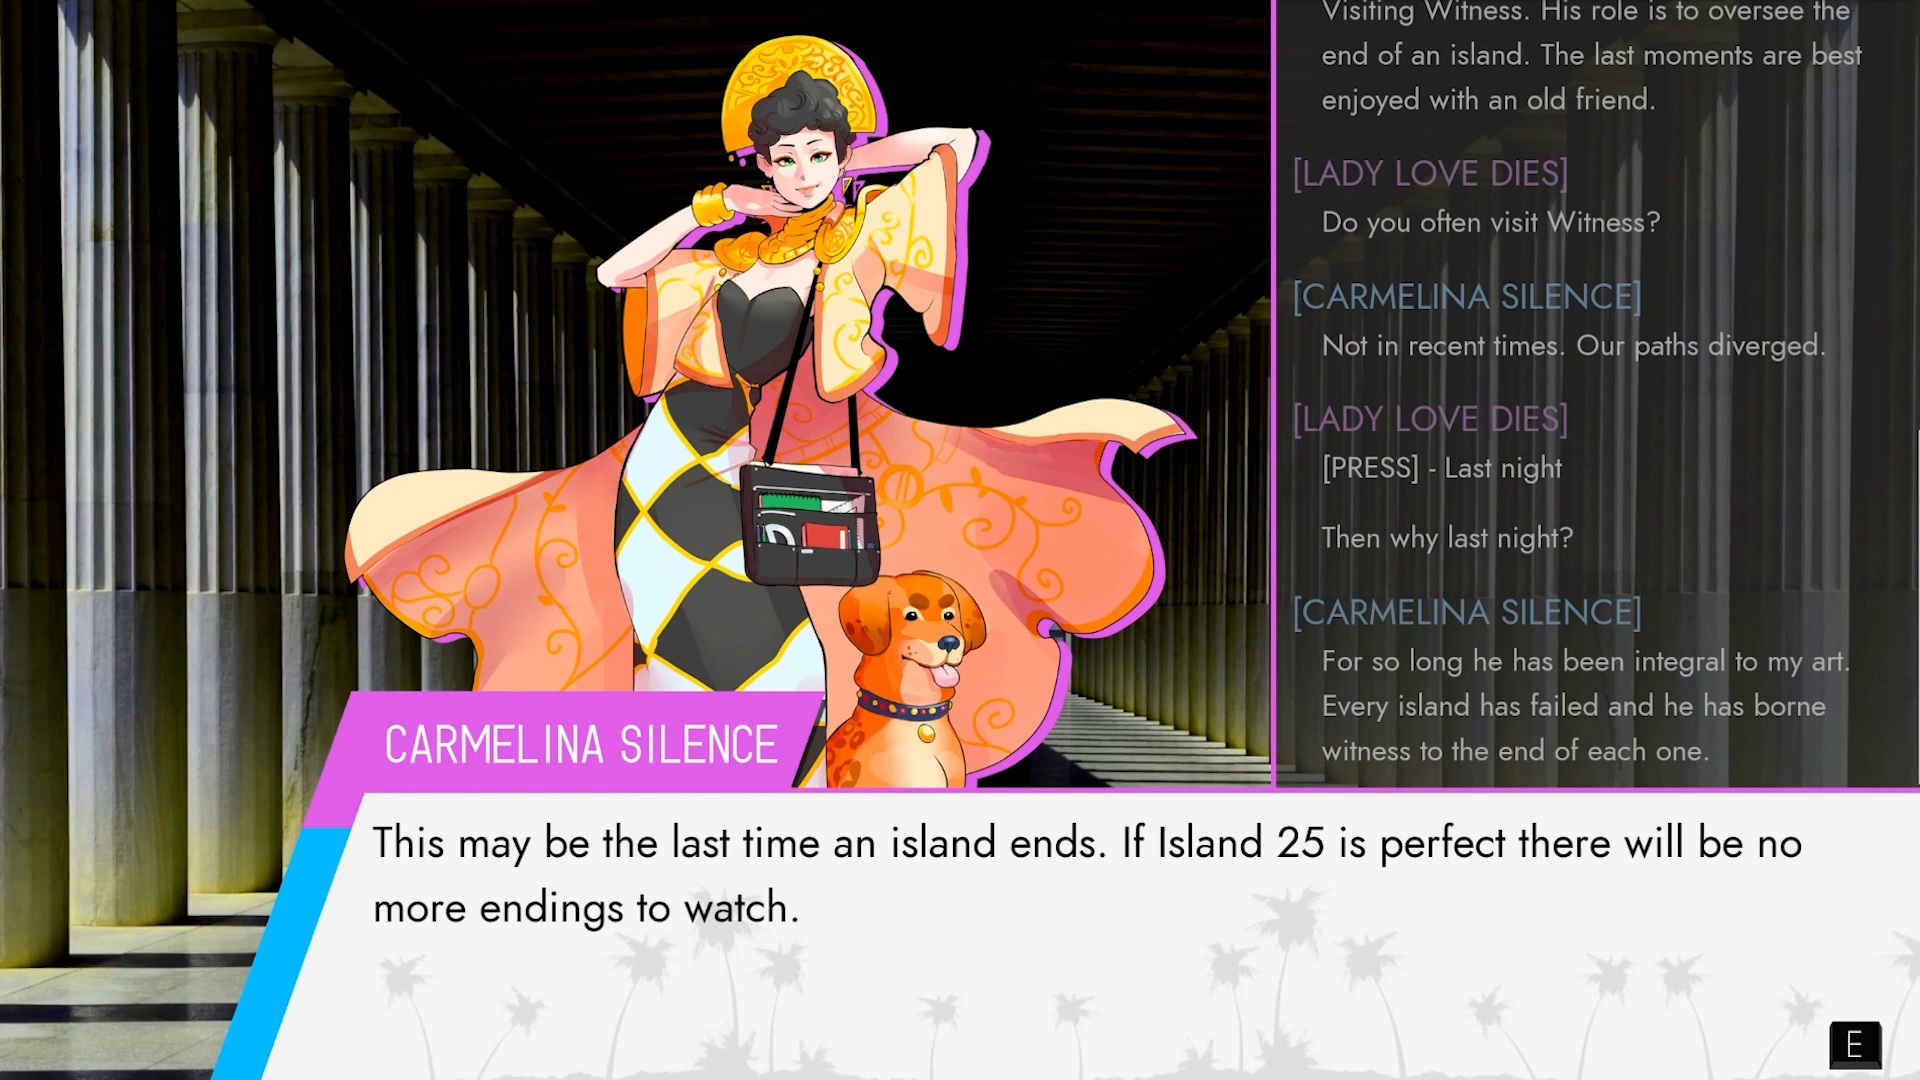 Visiting Witness. His role is to oversee the
end of an island. The last moments are best
enjoyed with an old friend.
[LADY LOVE DIES]
Do you often visit Witness?
[CARMELINA SILENCE]
Not in recent times. Our paths diverged.
[LADY LOVE DIES]
[PRESS] - Last night
Then why last night?
[CARMELINA SILENCE]
For so long he has been integral to my art.
Every island has failed and he has borne
witness to the end of each one.
CARMELINA SILENCE
This may be the last time an island ends. If Island 25 is perfect there will be no
more endings to watch.
E